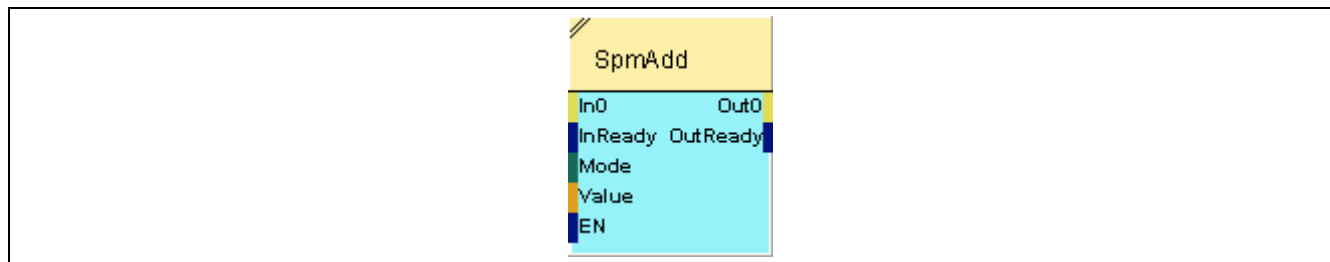 SpmAdd
In0 Out0
InReady OutReady
Mode
Value
EN